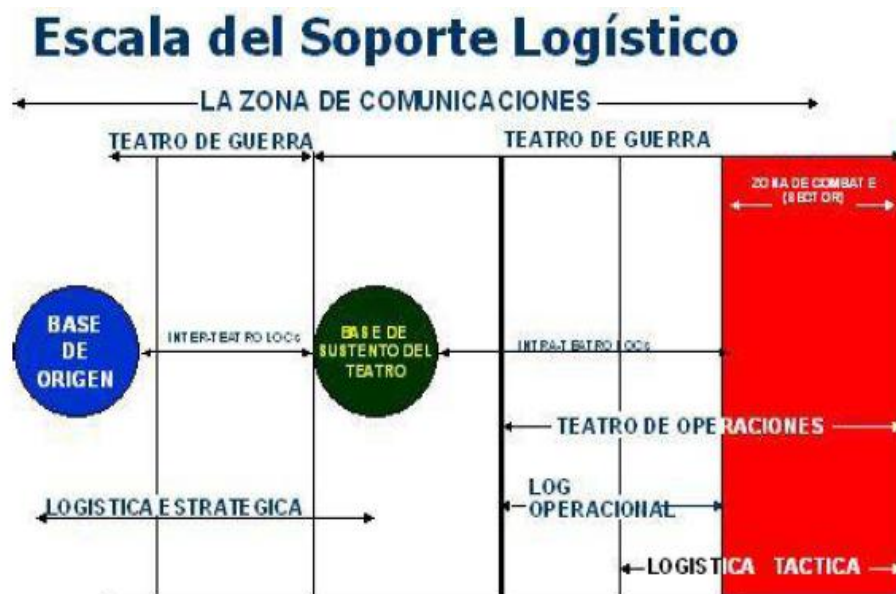 Escala del Soporte Logístico
LA ZONA DE COMUNICACIONES
TEATRO DE GUERRA
TEATRO DE GUERRA
ZONA DE COMBATE
(SECTOR)
BASE
DE
ORIGEN
INTER-TEATRO LOCs
BASE DE
SUSTENTO DEL
TEATRO
INTRA-TEATRO LOCs
TEATRO DE OPERACIONES
LOGISTICA ESTRATEGICA
LOG
OPERACIONAL
LOGISTICA TACTICA